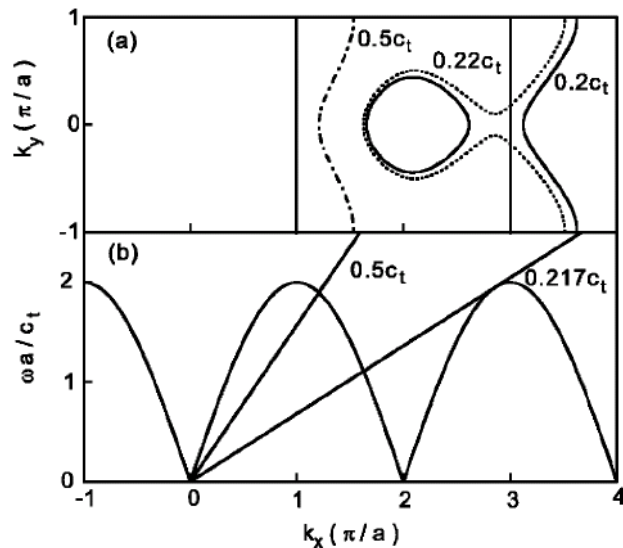 1
(a)
0.5c_t
0.22c_t
0.2c_t
0
k_y ( π / a )
-1
(b)
2
0.5c_t
0.217c_t
ω a / c_t
1
0
-1 0 1 2 3 4
k_x ( π / a )